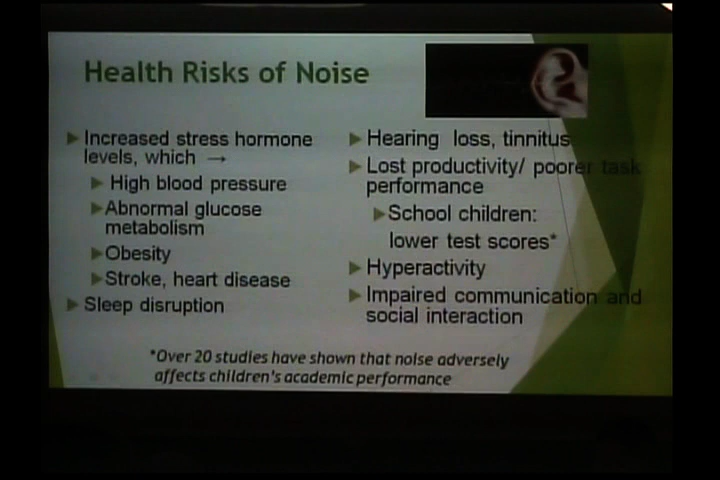 Health Risks of Noise
Increased stress hormone
levels, which →
High blood pressure
Abnormal glucose
metabolism
Obesity
Stroke, heart disease
Sleep disruption
Hearing loss, tinnitus
Lost productivity/ poorer task
performance
School children:
lower test scores*
Hyperactivity
Impaired communication and
social interaction
*Over 20 studies have shown that noise adversely
affects children's academic performance